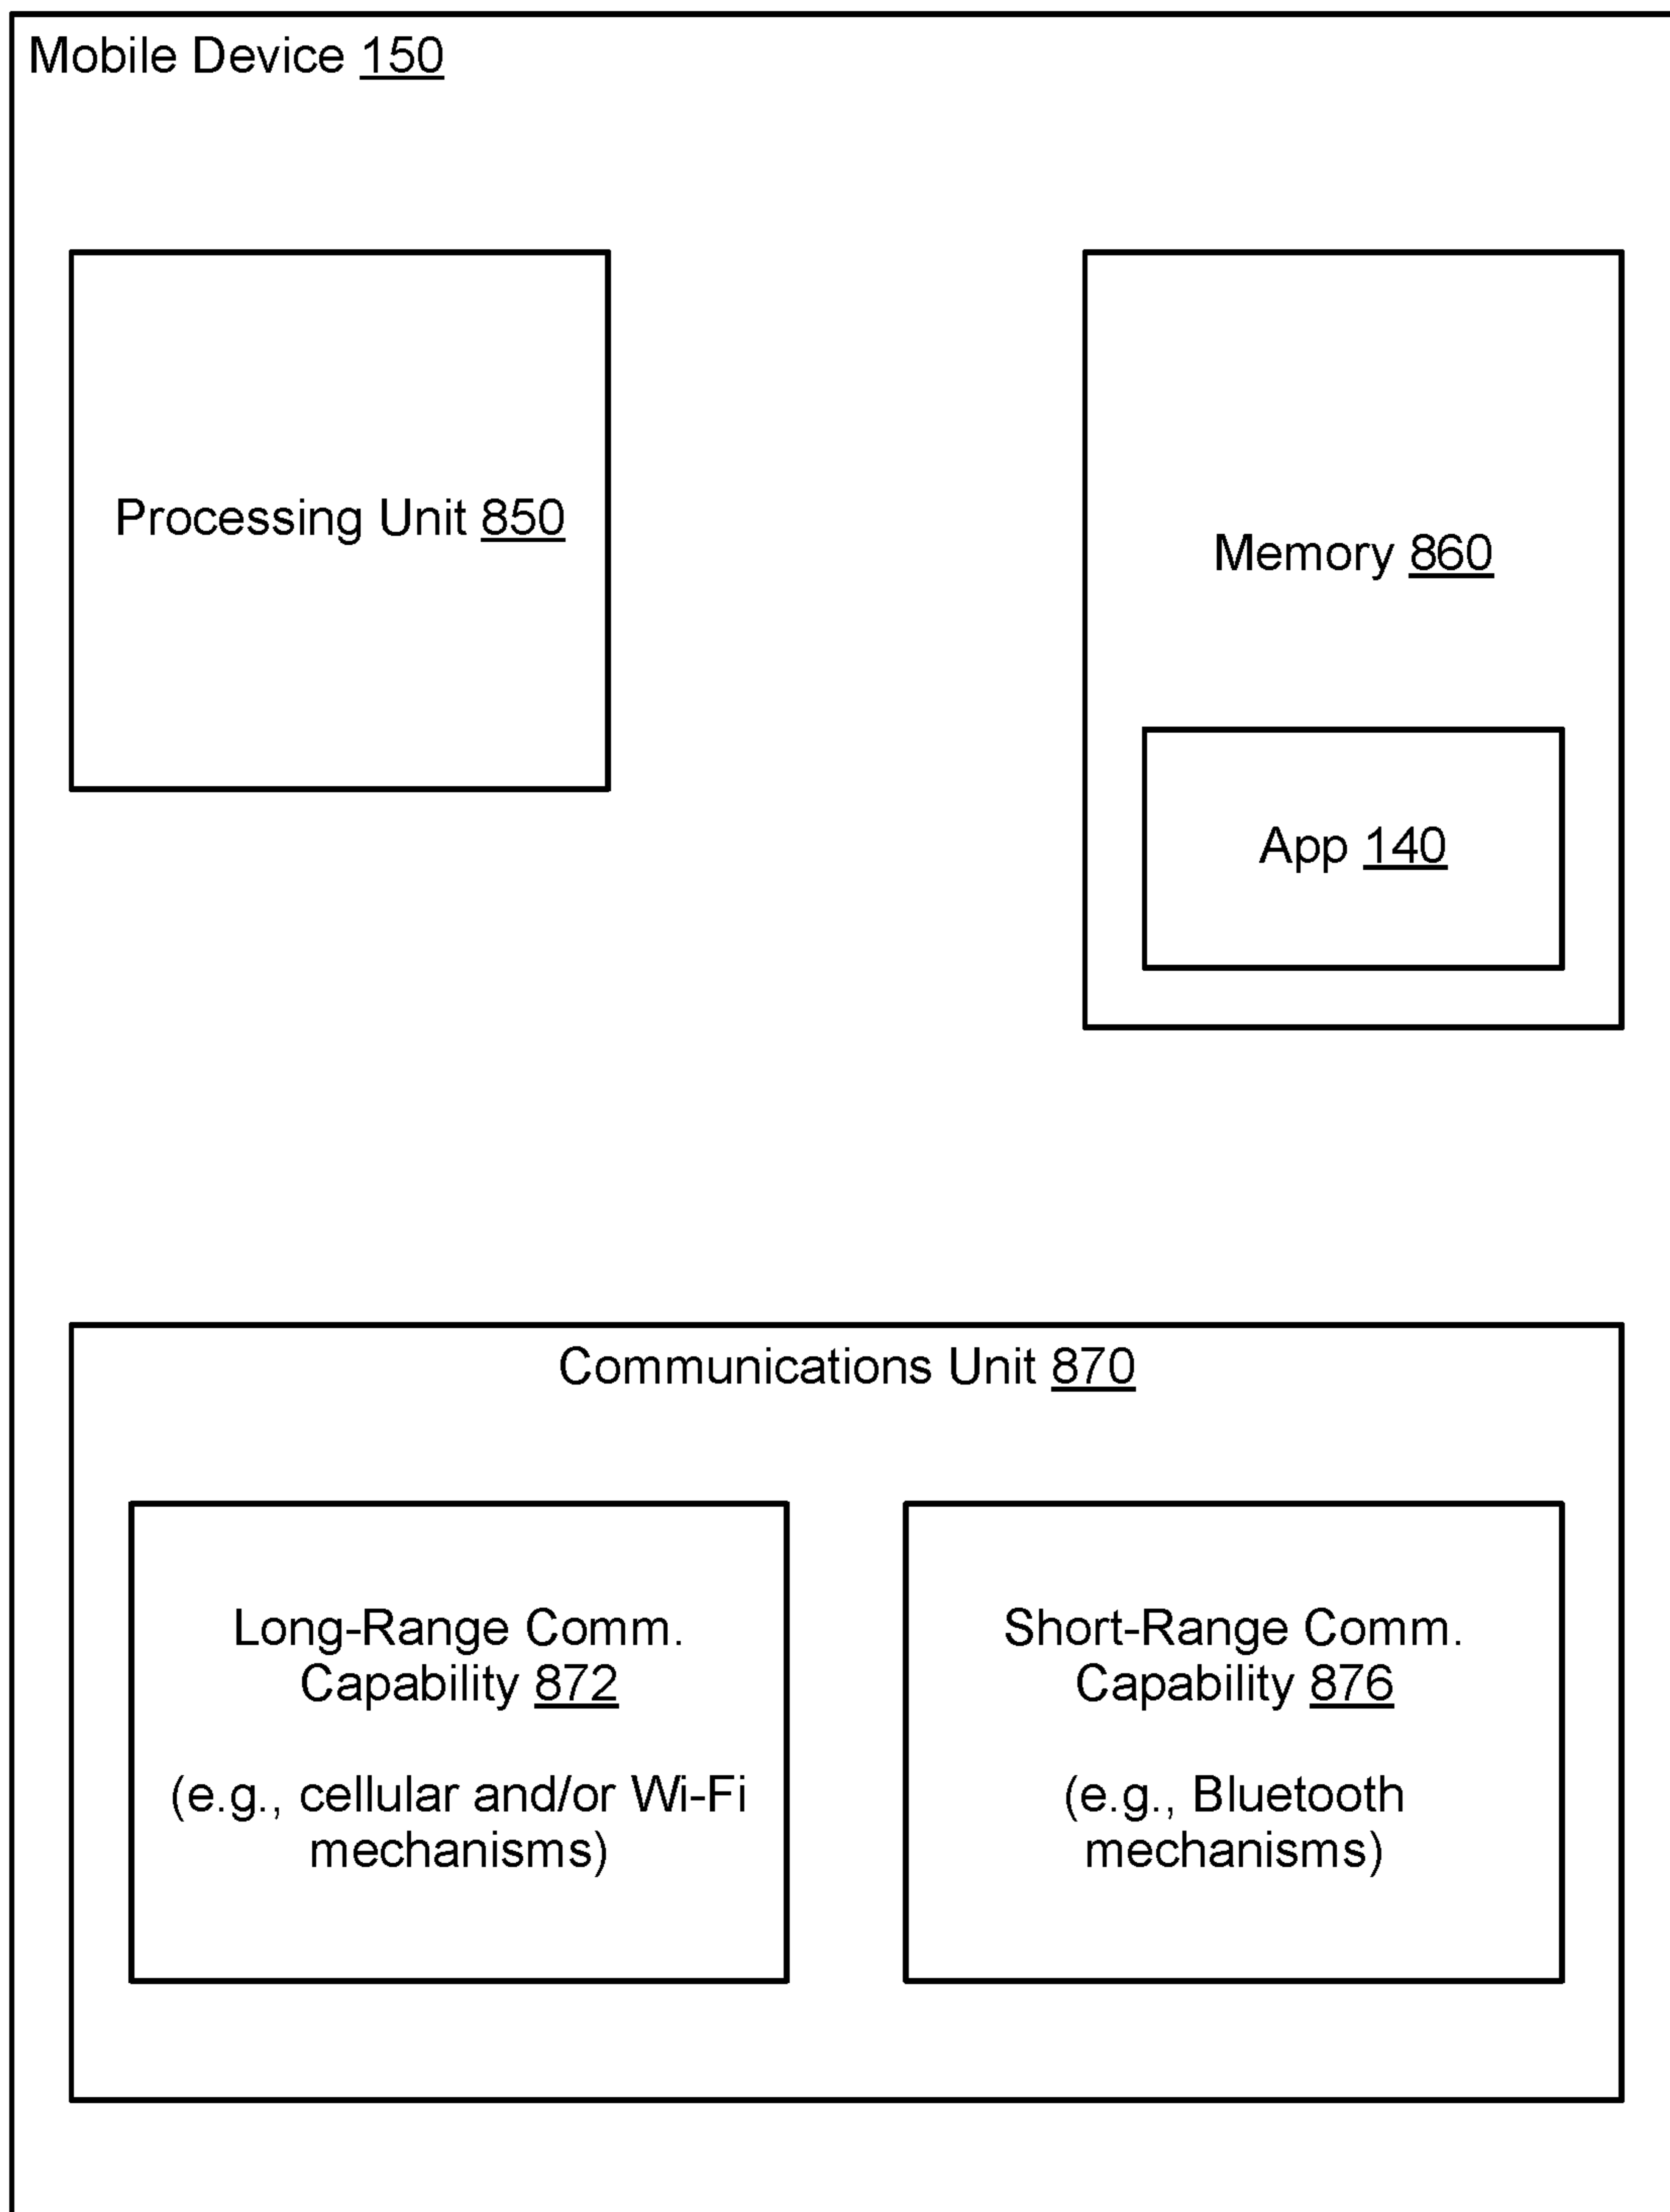 Mobile Device 150
Processing Unit 850
Memory 860
App 140
Communications Unit 870
Long-Range Comm.
Capability 872
(e.g., cellular and/or Wi-Fi
mechanisms)
Short-Range Comm.
Capability 876
(e.g., Bluetooth
mechanisms)